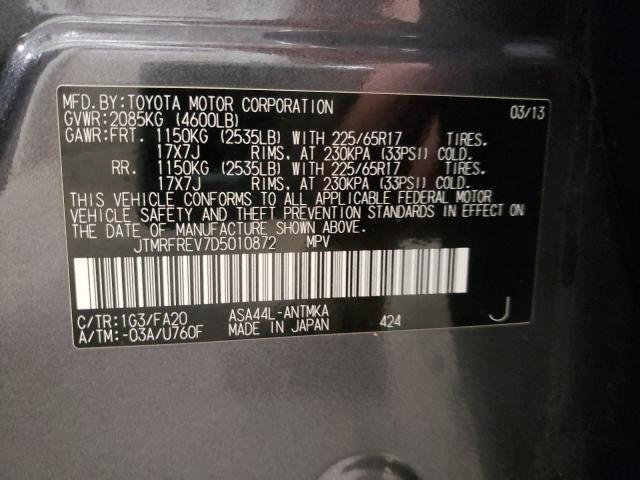 MFD.BY:TOYOTA MOTOR CORPORATION 03/13
GVWR:2085KG (4600LB)
GAWR:FRT. 1150KG (2535LB) WITH 225/65R17 TIRES.
17X7J RIMS, AT 230KPA (33PSI) COLD.
RR. 1150KG (2535LB) WITH 225/65R17 TIRES.
17X7J RIMS, AT 230KPA (33PSI) COLD.
THIS VEHICLE CONFORMS TO ALL APPLICABLE FEDERAL MOTOR
VEHICLE SAFETY AND THEFT PREVENTION STANDARDS IN EFFECT ON
THE DATE OF MANUFACTURE SHOWN ABOVE.
JTMRFREV7D5010872 MPV
C/TR:1G3/FA20 ASA44L-ANTMKA
A/TM:-03A/U760F MADE IN JAPAN 424 J